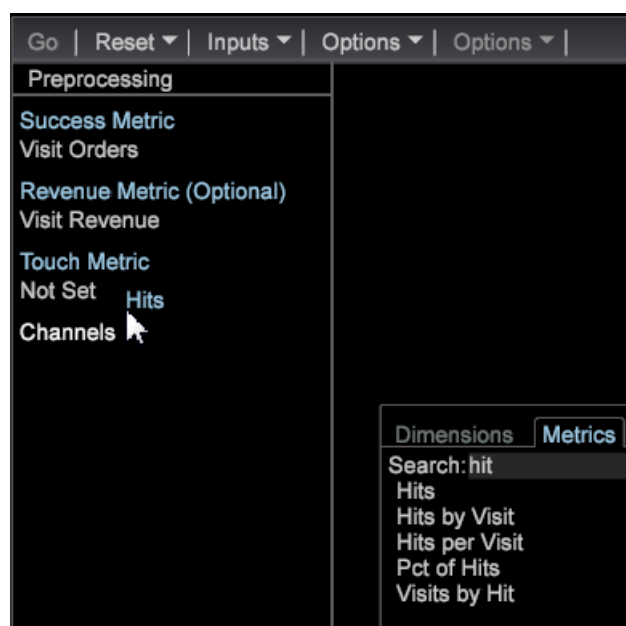 Go | Reset ▼ | Inputs ▼ | Options ▼ | Options ▼ |
Preprocessing
Success Metric
Visit Orders
Revenue Metric (Optional)
Visit Revenue
Touch Metric
Not Set
Hits
Channels
Dimensions Metrics
Search: hit
Hits
Hits by Visit
Hits per Visit
Pct of Hits
Visits by Hit